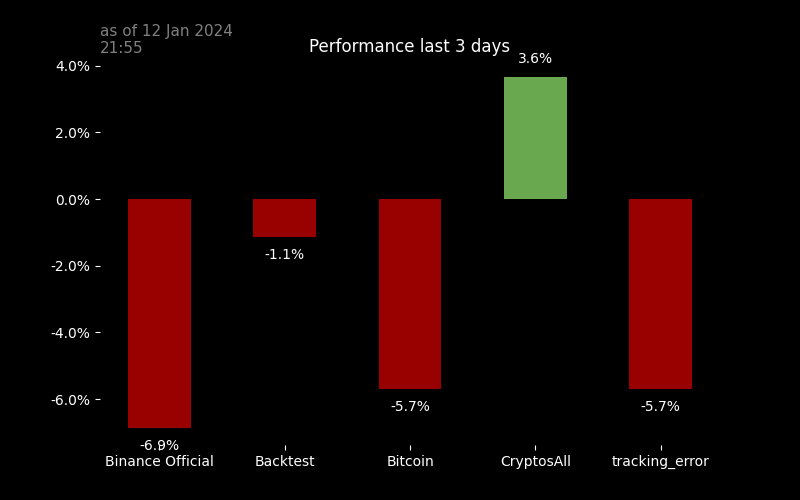 as of 12 Jan 2024
21:55
Performance last 3 days
4.0%
2.0%
0.0%
-2.0%
-4.0%
-6.0%
3.6%
-1.1%
-5.7%
-5.7%
-6.9%
Binance Official
Backtest
Bitcoin
CryptosAll
tracking_error